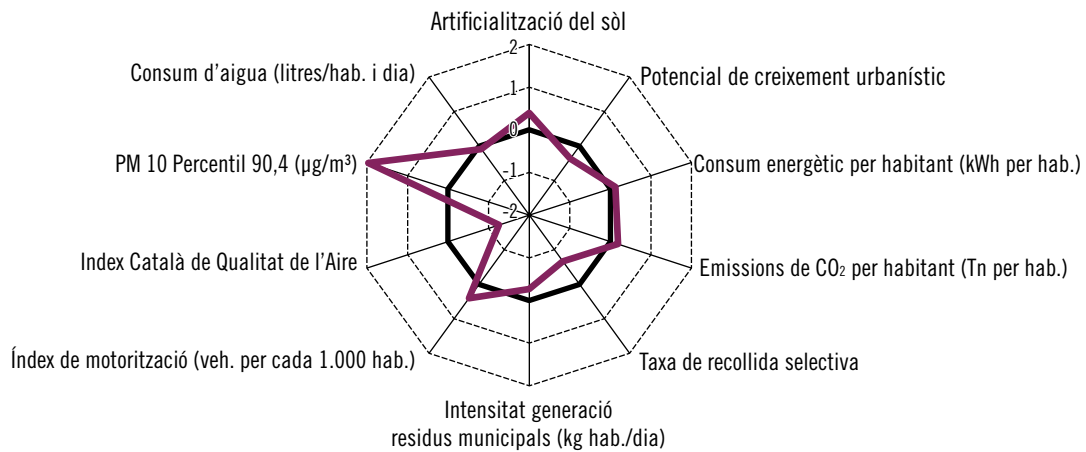 Artificialització del sòl
Potencial de creixement urbanístic
Consum energètic per habitant (kWh per hab.)
Emissions de CO₂ per habitant (Tn per hab.)
Taxa de recollida selectiva
Intensitat generació
residus municipals (kg hab./dia)
Índex de motorització (veh. per cada 1.000 hab.)
Index Català de Qualitat de l’Aire
PM 10 Percentil 90,4 (µg/m³)
Consum d’aigua (litres/hab. i dia)
2
1
0
-1
-2